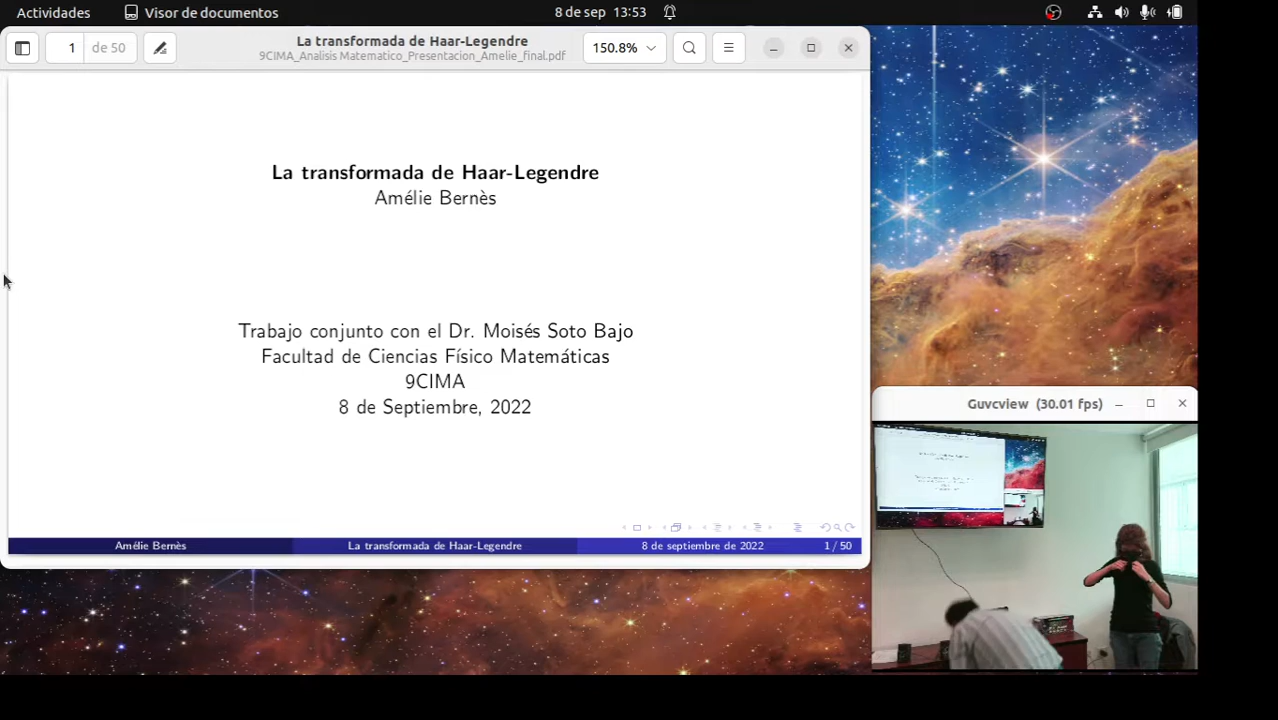 Actividades
Visor de documentos
8 de sep 13:53
1 de 50
La transformada de Haar-Legendre
9CIMA_Analisis Matematico_Presentacion_Amelie_final.pdf
150.8%
La transformada de Haar-Legendre
Amélie Bernès
Trabajo conjunto con el Dr. Moisés Soto Bajo
Facultad de Ciencias Físico Matemáticas
9CIMA
8 de Septiembre, 2022
Amélie Bernès
La transformada de Haar-Legendre
8 de septiembre de 2022
1 / 50
Guvcview (30.01 fps)